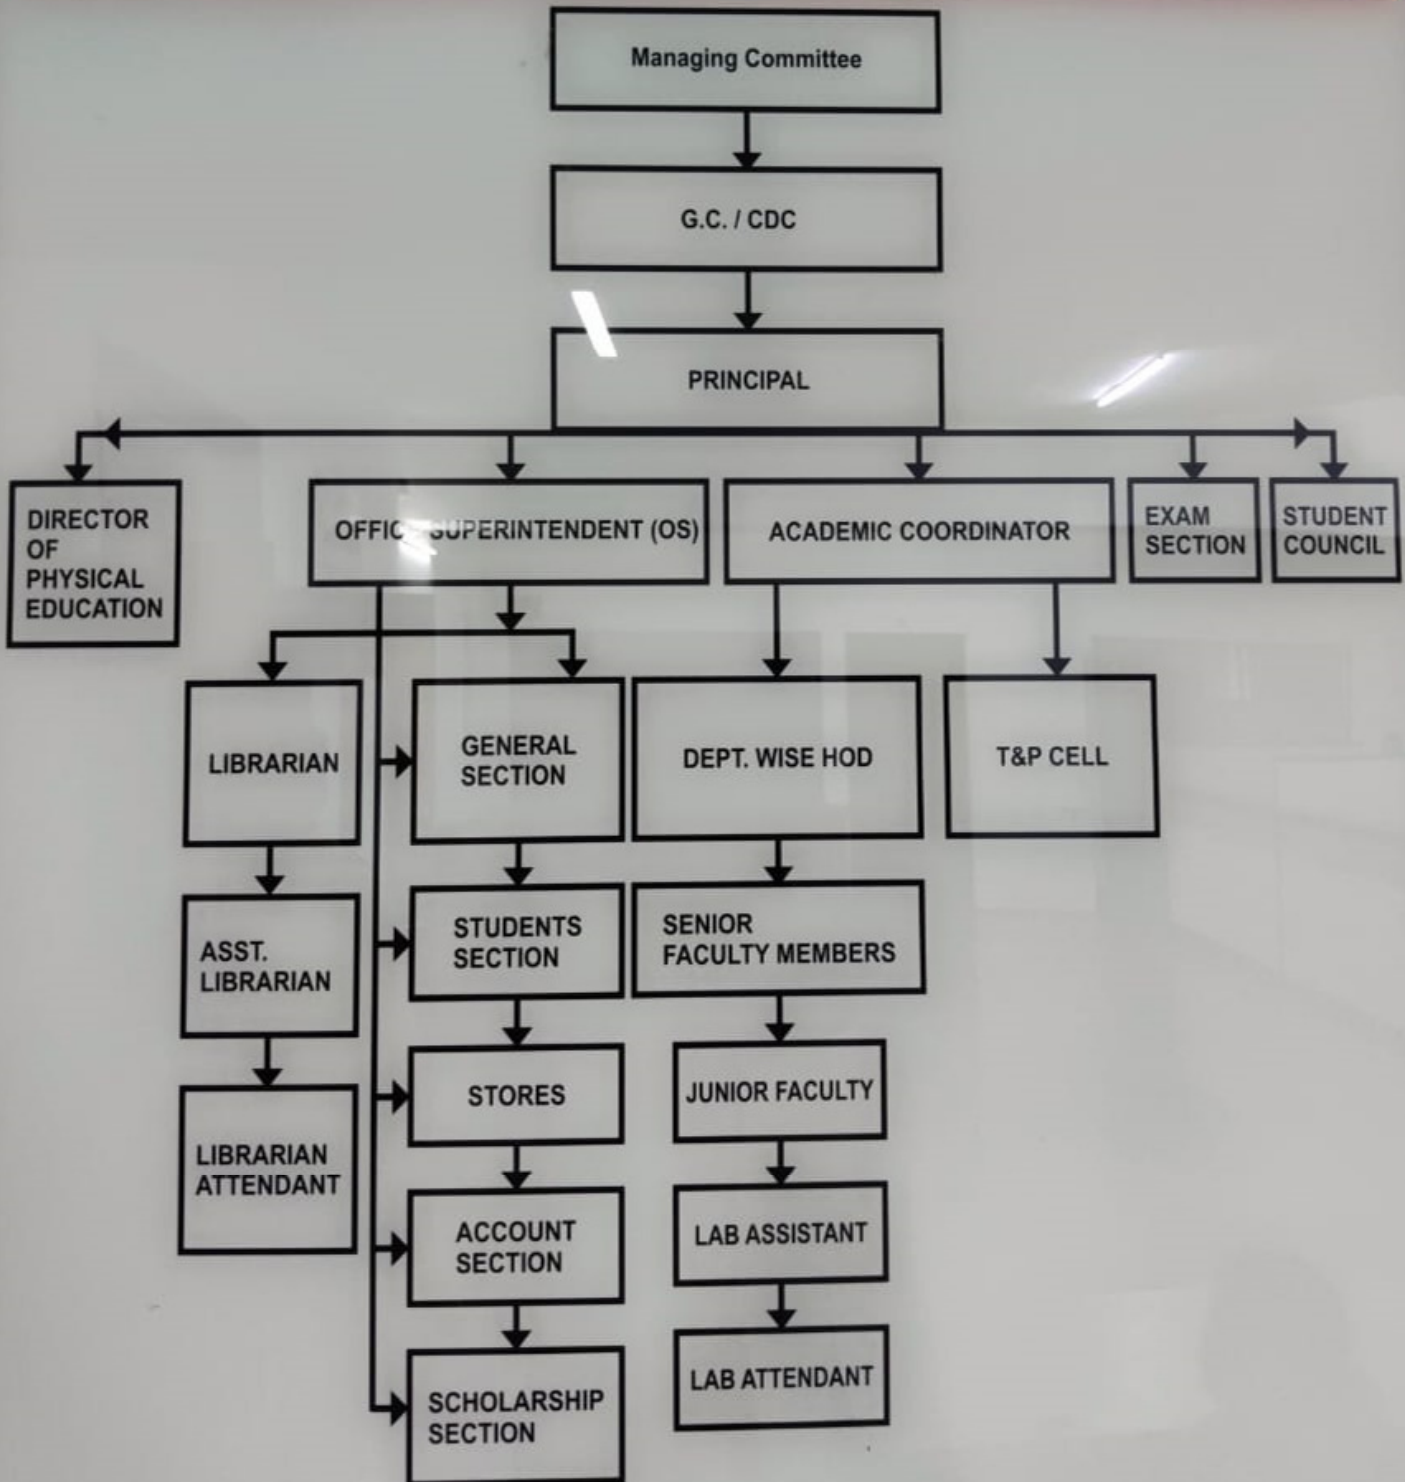 Managing Committee
G.C. / CDC
PRINCIPAL
DIRECTOR
OF
PHYSICAL
EDUCATION
OFFICE SUPERINTENDENT (OS)
ACADEMIC COORDINATOR
EXAM
SECTION
STUDENT
COUNCIL
LIBRARIAN
GENERAL
SECTION
DEPT. WISE HOD
T&P CELL
ASST.
LIBRARIAN
STUDENTS
SECTION
SENIOR
FACULTY MEMBERS
LIBRARIAN
ATTENDANT
STORES
JUNIOR FACULTY
ACCOUNT
SECTION
LAB ASSISTANT
SCHOLARSHIP
SECTION
LAB ATTENDANT